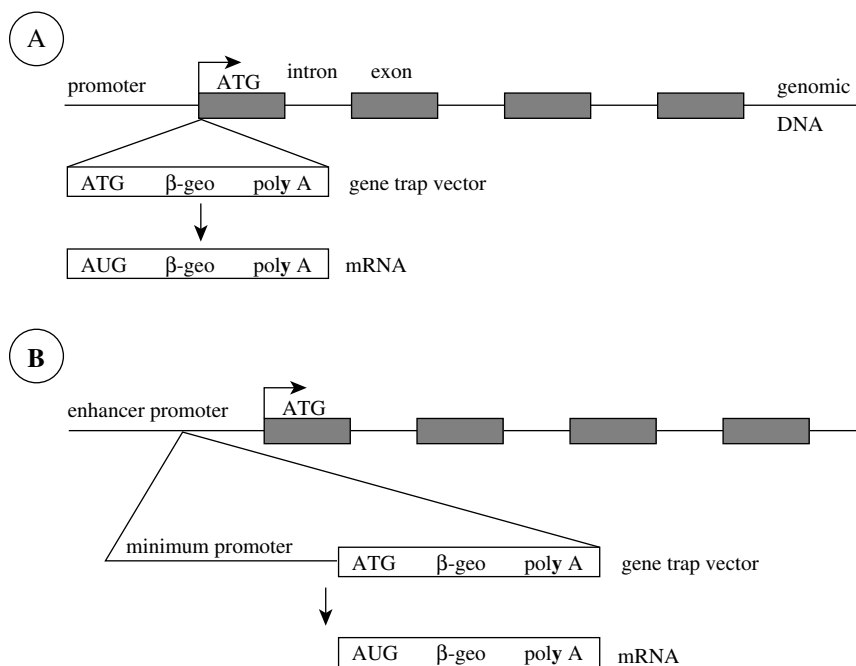 A
promoter ATG intron exon genomic
DNA
ATG β-geo poly A gene trap vector
AUG β-geo poly A mRNA
B
enhancer promoter ATG
minimum promoter
ATG β-geo poly A gene trap vector
AUG β-geo poly A mRNA